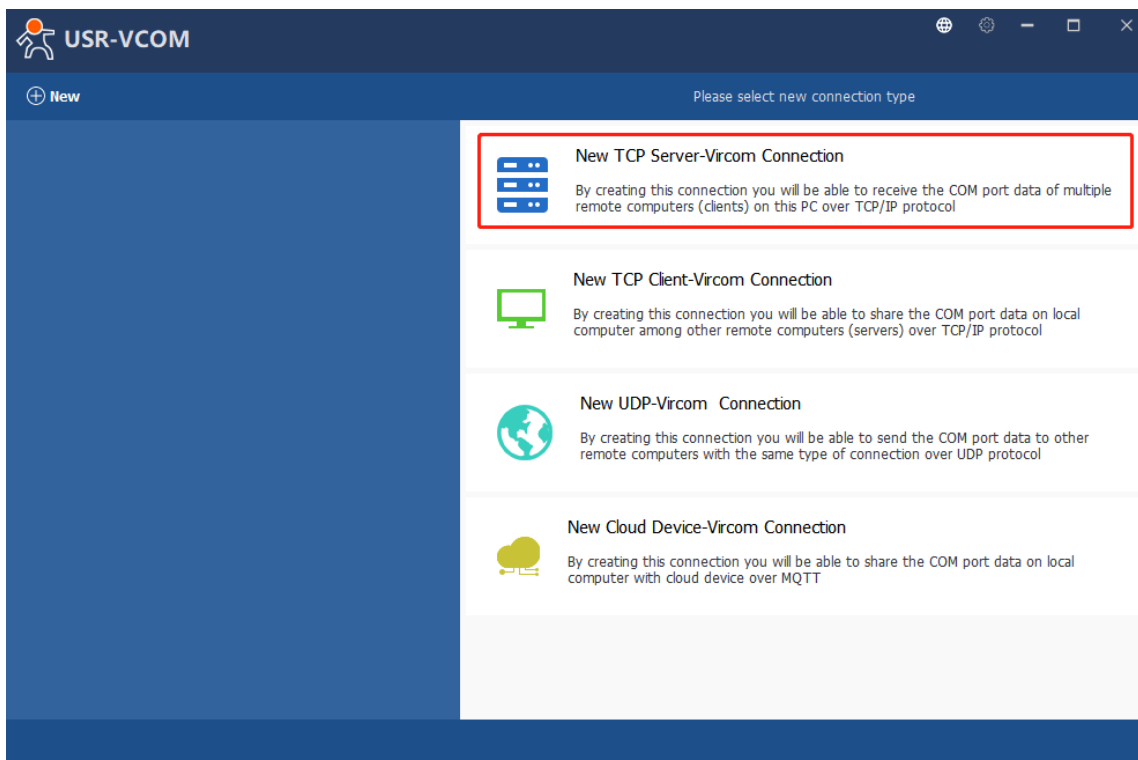 USR-VCOM
New
Please select new connection type
New TCP Server-Vircom Connection
By creating this connection you will be able to receive the COM port data of multiple
remote computers (clients) on this PC over TCP/IP protocol
New TCP Client-Vircom Connection
By creating this connection you will be able to share the COM port data on local
computer among other remote computers (servers) over TCP/IP protocol
New UDP-Vircom Connection
By creating this connection you will be able to send the COM port data to other
remote computers with the same type of connection over UDP protocol
New Cloud Device-Vircom Connection
By creating this connection you will be able to share the COM port data on local
computer with cloud device over MQTT